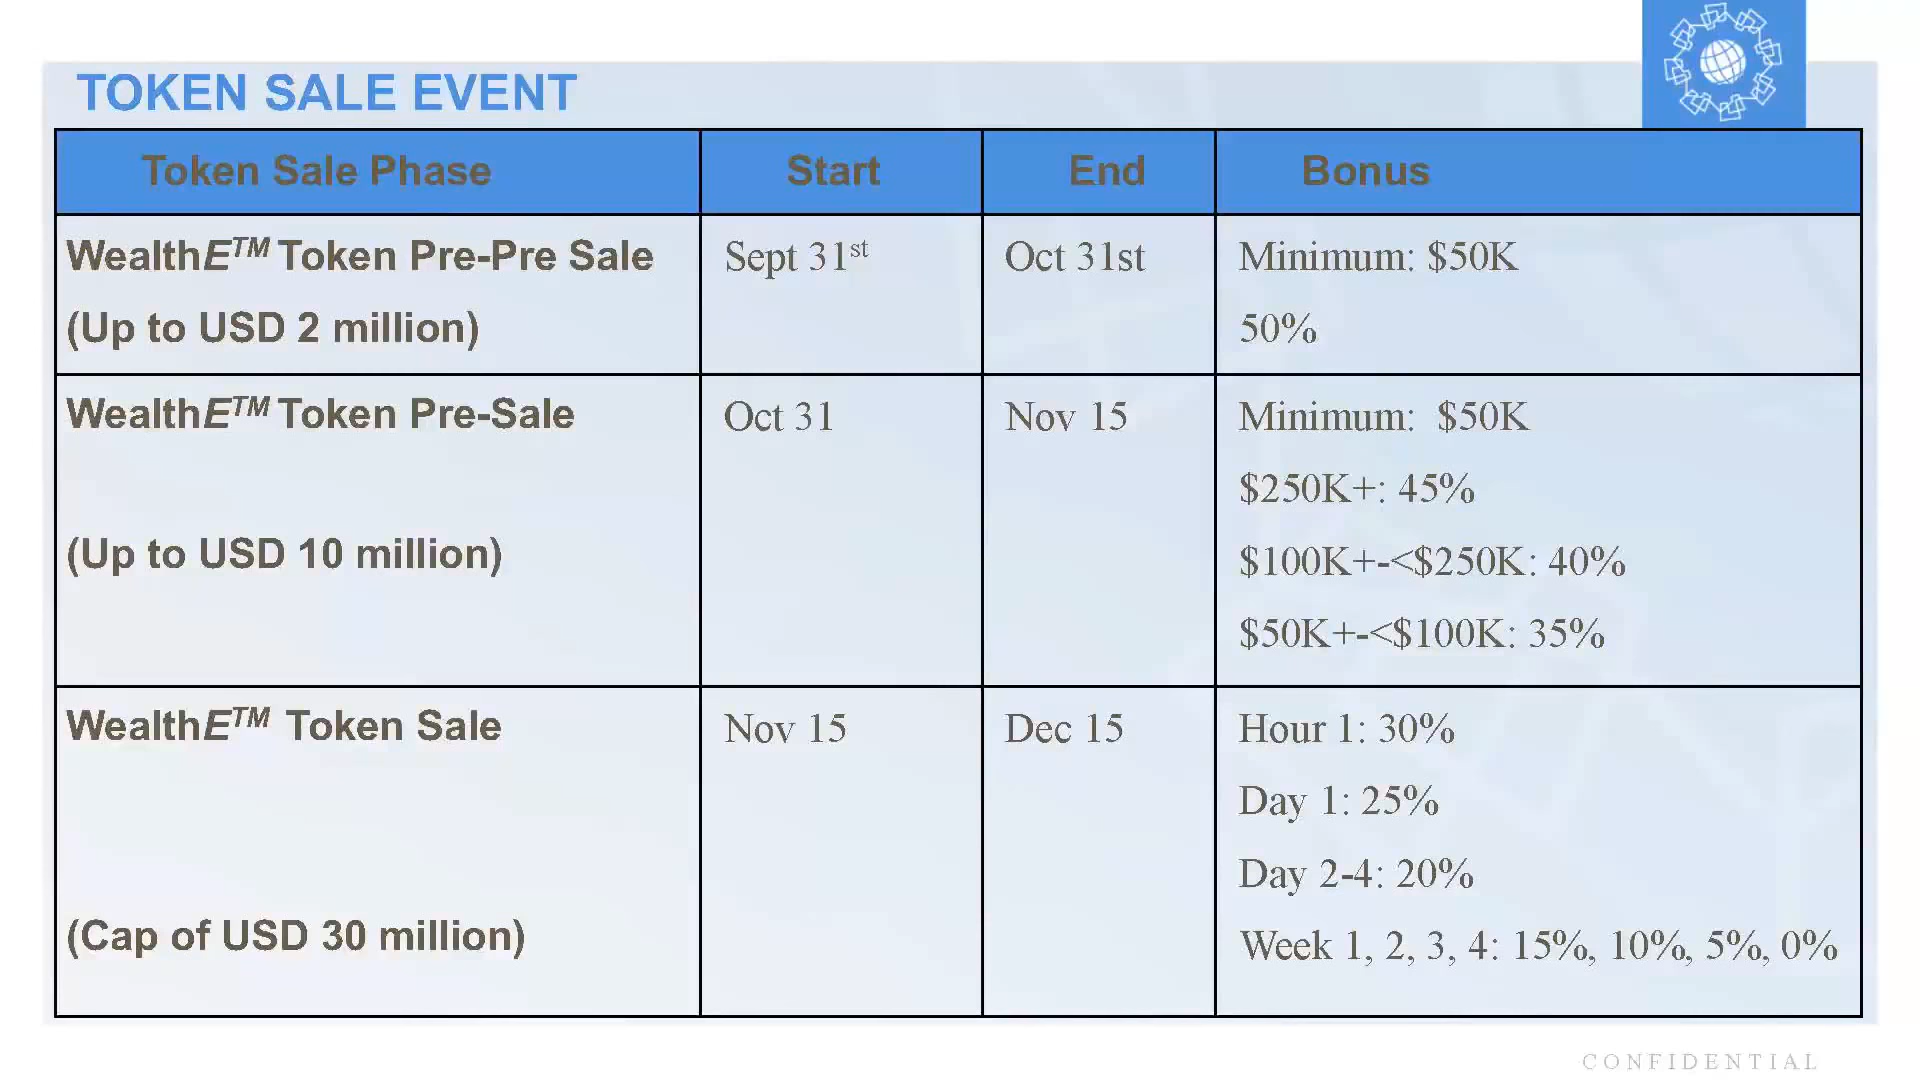 TOKEN SALE EVENT
Token Sale Phase Start End Bonus
WealthE™ Token Pre-Pre Sale Sept 31st Oct 31st Minimum: $50K
(Up to USD 2 million) 50%
WealthE™ Token Pre-Sale Oct 31 Nov 15 Minimum: $50K
$250K+: 45%
(Up to USD 10 million) $100K+-<$250K: 40%
$50K+-<$100K: 35%
WealthE™ Token Sale Nov 15 Dec 15 Hour 1: 30%
Day 1: 25%
Day 2-4: 20%
(Cap of USD 30 million) Week 1, 2, 3, 4: 15%, 10%, 5%, 0%
CONFIDENTIAL